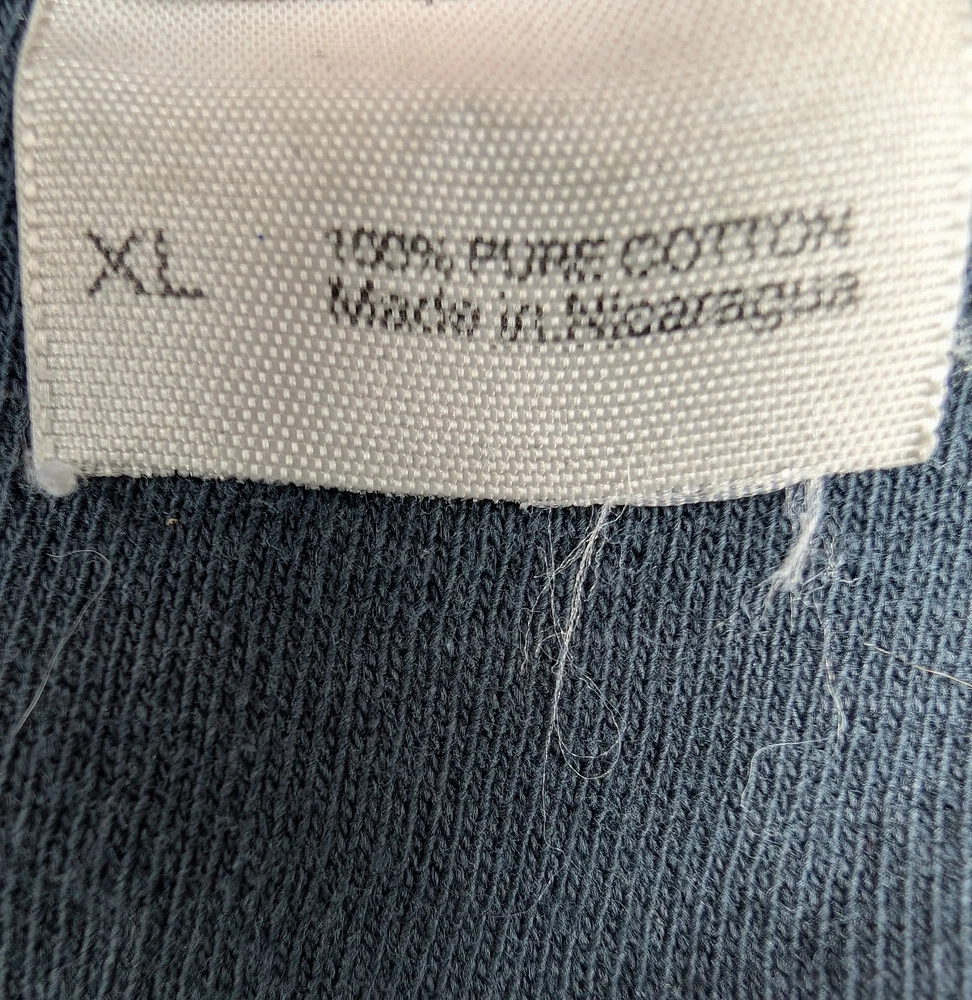 XL
100% PURE COTTON
Made in Nicaragua